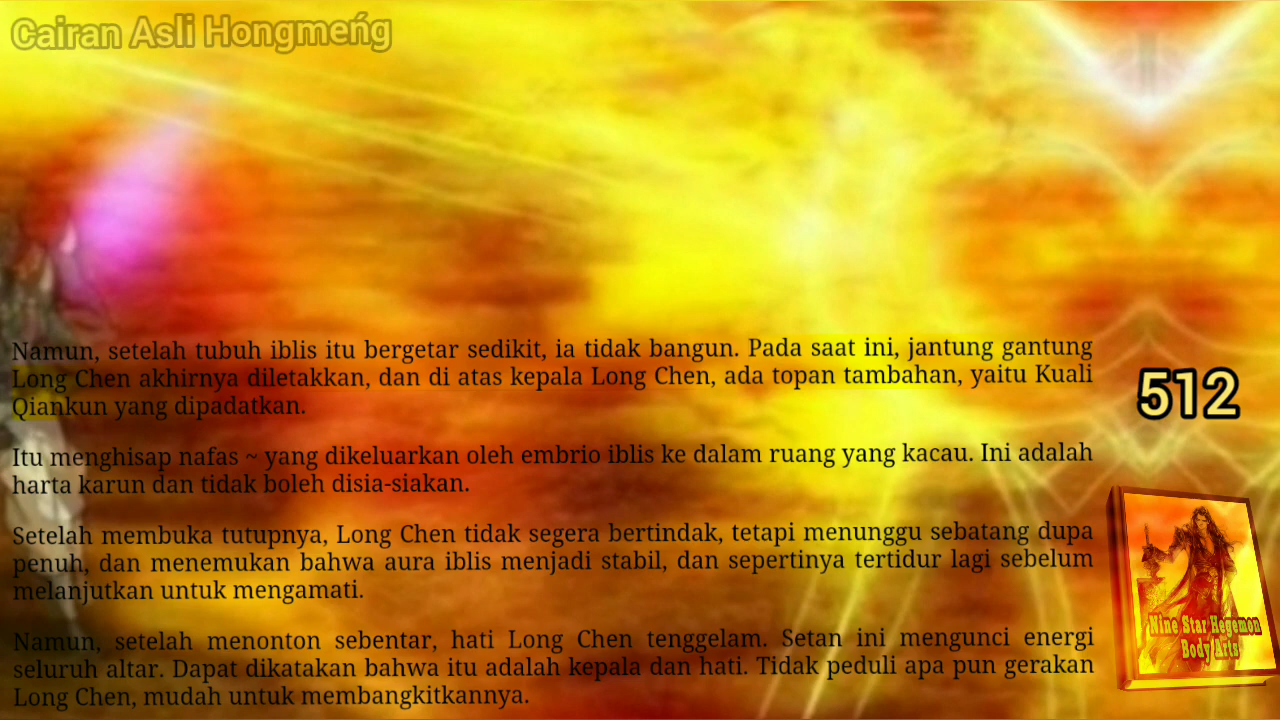 Cairan Asli Hongmeńg
Namun, setelah tubuh iblis itu bergetar sedikit, ia tidak bangun. Pada saat ini, jantung gantung
Long Chen akhirnya diletakkan, dan di atas kepala Long Chen, ada topan tambahan, yaitu Kuali
Qiankun yang dipadatkan.
Itu menghisap nafas ~ yang dikeluarkan oleh embrio iblis ke dalam ruang yang kacau. Ini adalah
harta karun dan tidak boleh disia-siakan.
Setelah membuka tutupnya, Long Chen tidak segera bertindak, tetapi menunggu sebatang dupa
penuh, dan menemukan bahwa aura iblis menjadi stabil, dan sepertinya tertidur lagi sebelum
melanjutkan untuk mengamati.
Namun, setelah menonton sebentar, hati Long Chen tenggelam. Setan ini mengunci energi
seluruh altar. Dapat dikatakan bahwa itu adalah kepala dan hati. Tidak peduli apa pun gerakan
Long Chen, mudah untuk membangkitkannya.
512
Nine Star Hegemon
Body Arts